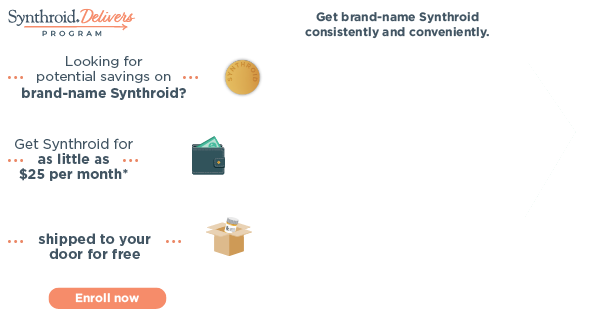 Synthroid. Delivers
PROGRAM
Get brand-name Synthroid
consistently and conveniently.
Looking for
potential savings on
brand-name Synthroid?
SYNTHROID
Get Synthroid for
as little as
$25 per month*
shipped to your
door for free
Enroll now